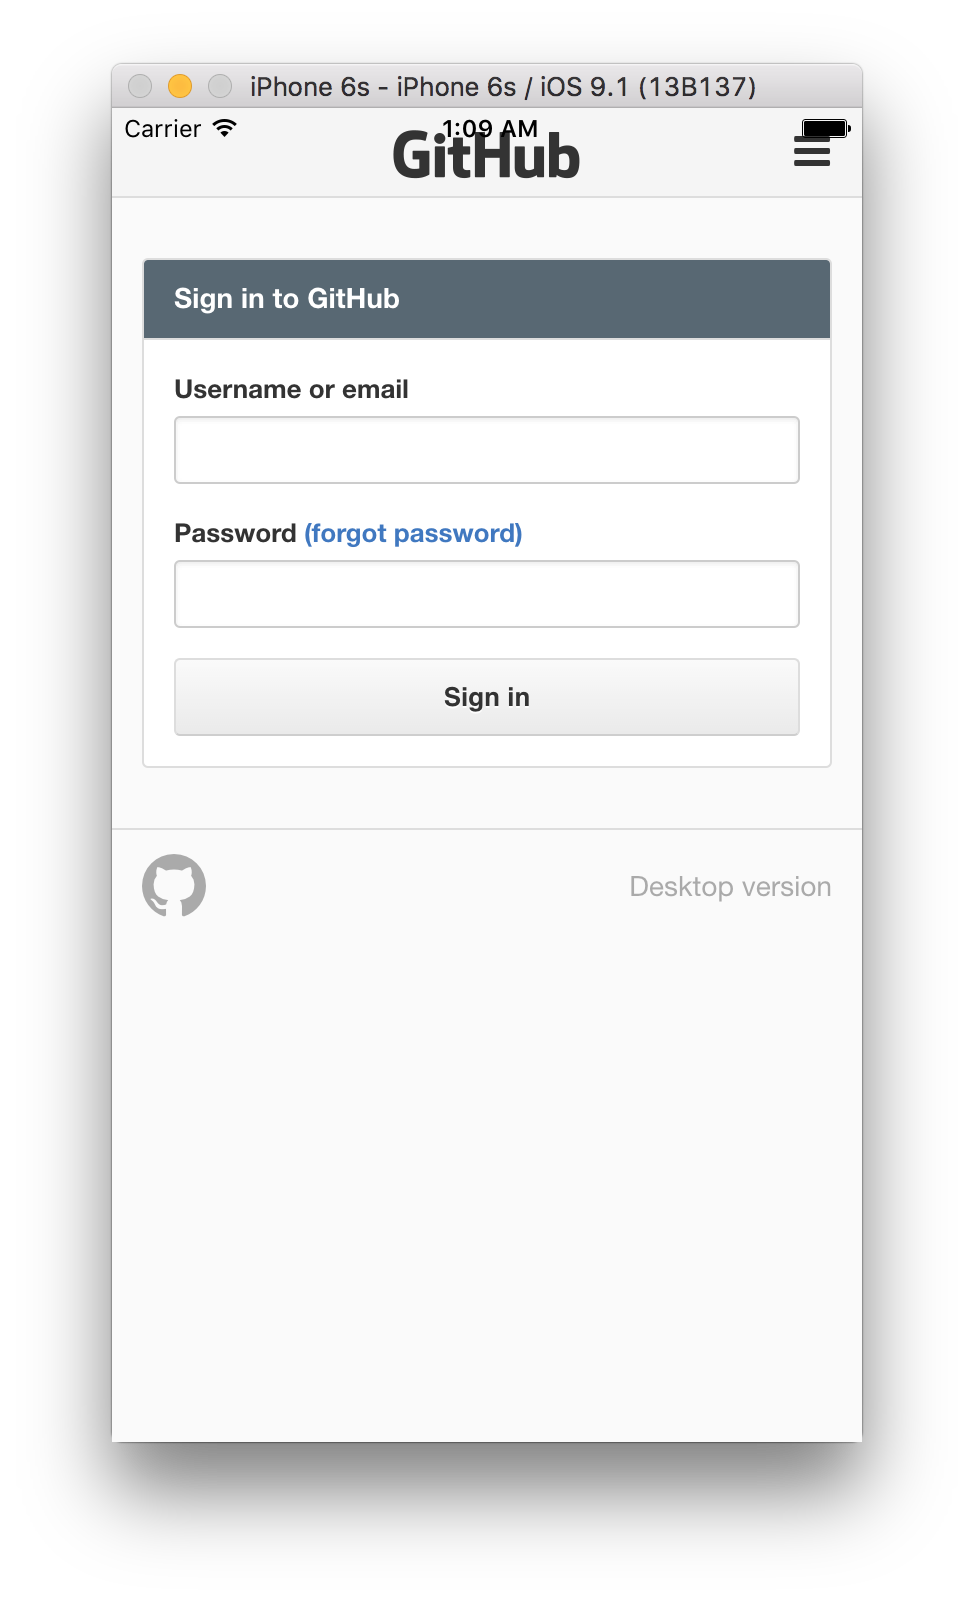 iPhone 6s - iPhone 6s / iOS 9.1 (13B137)
Carrier 1:09 AM
GitHub
Sign in to GitHub
Username or email
Password (forgot password)
Sign in
Desktop version